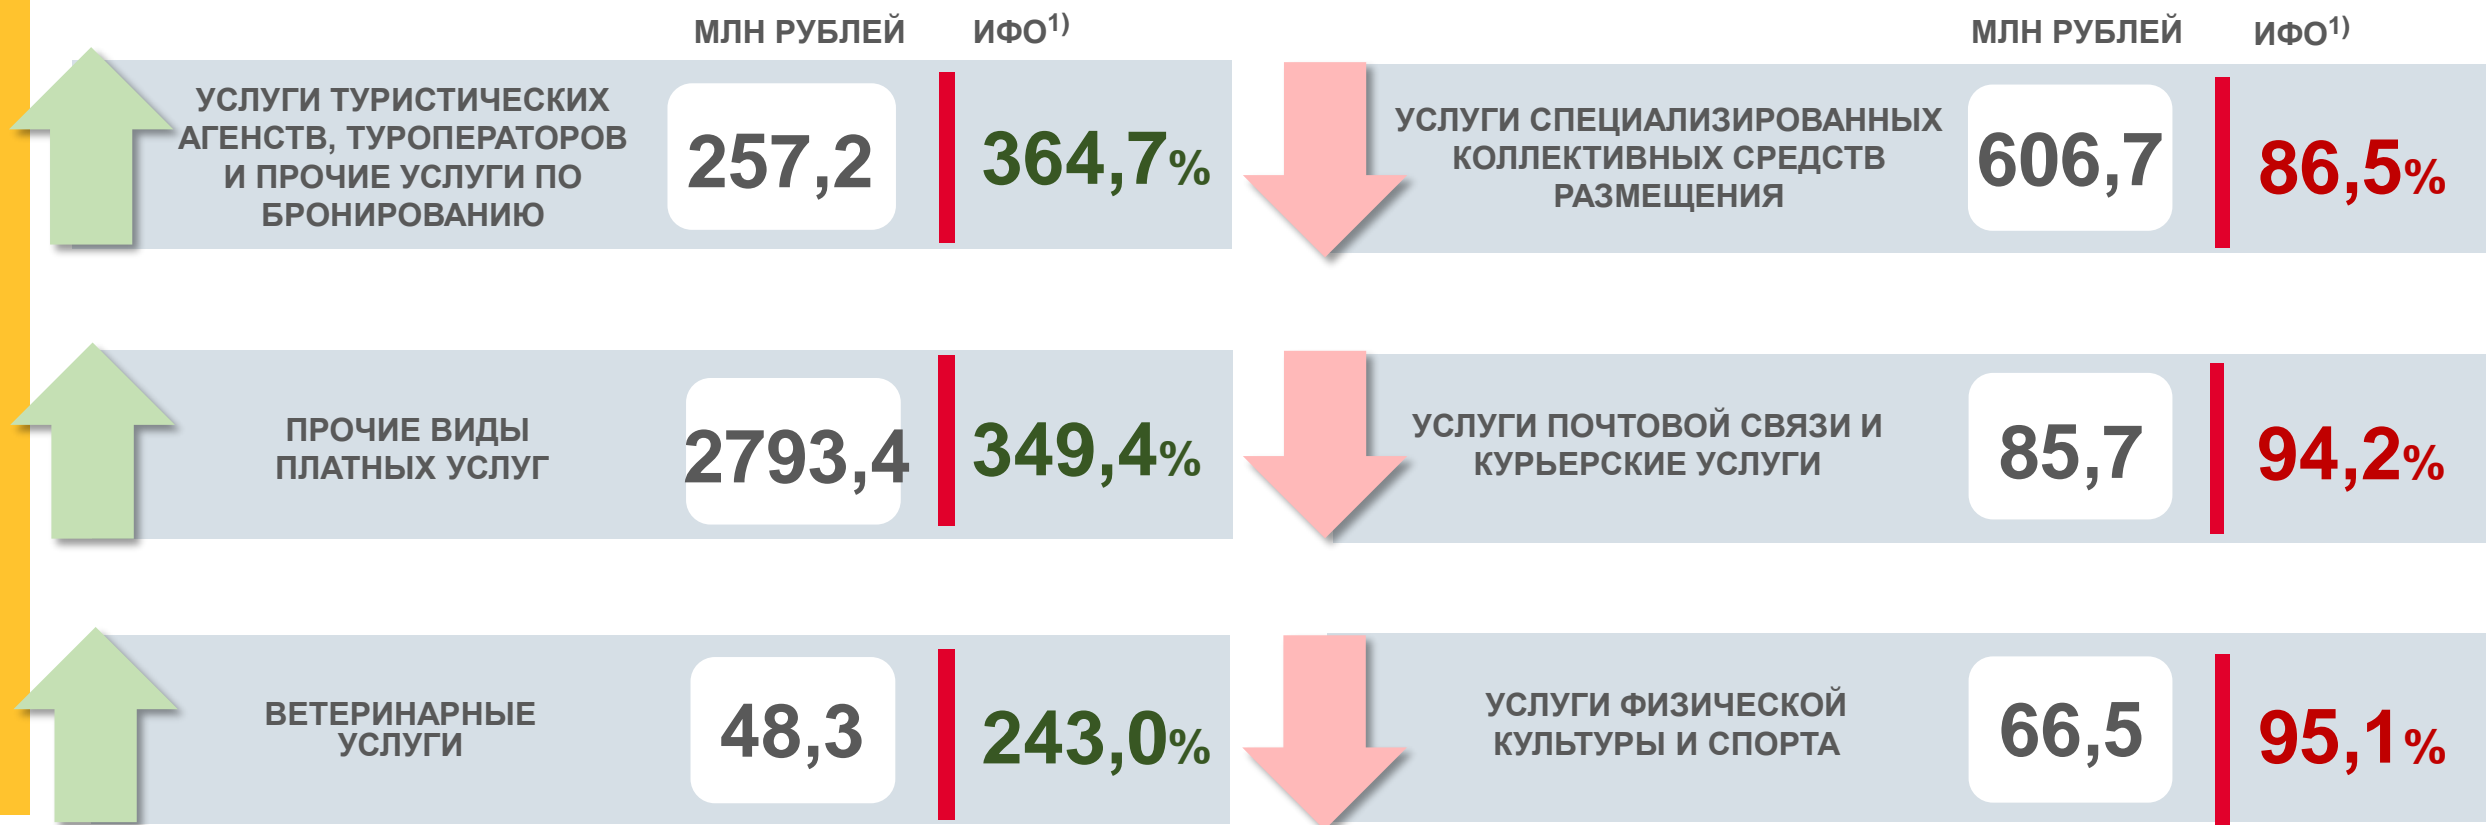 МЛН РУБЛЕЙ ИФО1)
УСЛУГИ ТУРИСТИЧЕСКИХ
АГЕНСТВ, ТУРОПЕРАТОРОВ
И ПРОЧИЕ УСЛУГИ ПО
БРОНИРОВАНИЮ
257,2
364,7%
ПРОЧИЕ ВИДЫ
ПЛАТНЫХ УСЛУГ
2793,4
349,4%
ВЕТЕРИНАРНЫЕ
УСЛУГИ
48,3
243,0%
МЛН РУБЛЕЙ ИФО1)
УСЛУГИ СПЕЦИАЛИЗИРОВАННЫХ
КОЛЛЕКТИВНЫХ СРЕДСТВ
РАЗМЕЩЕНИЯ
606,7
86,5%
УСЛУГИ ПОЧТОВОЙ СВЯЗИ И
КУРЬЕРСКИЕ УСЛУГИ
85,7
94,2%
УСЛУГИ ФИЗИЧЕСКОЙ
КУЛЬТУРЫ И СПОРТА
66,5
95,1%